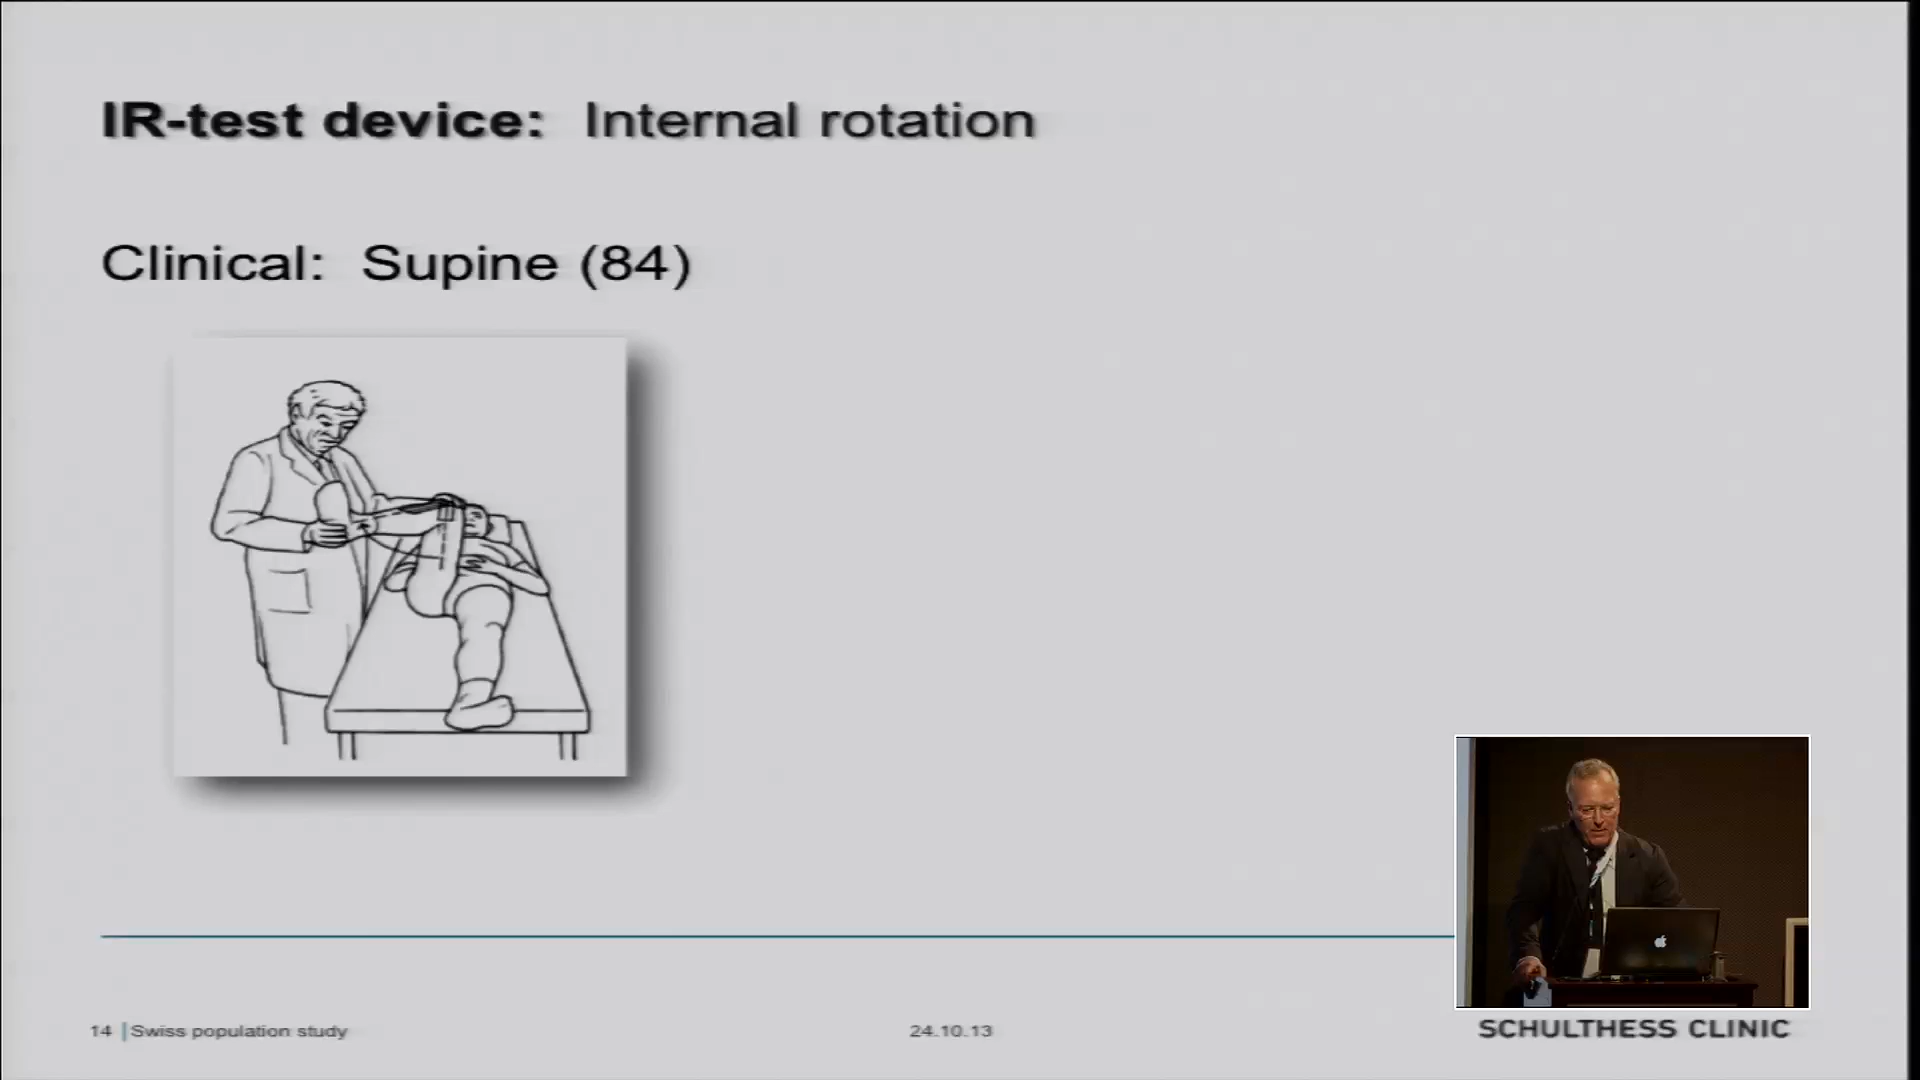 IR-test device: Internal rotation
Clinical: Supine (84)
14 | Swiss population study
24.10.13
SCHULTHESS CLINIC